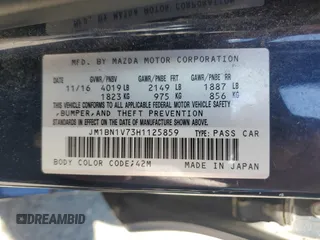 MFD. BY MAZDA MOTOR CORPORATION
GVWR/PNBV GAWR/PNBE FRT GAWR/PNBE RR
11/16 4019LB 2149 LB 1887 LB
1823KG 975 KG 856 KG
THIS VEHICLE CONFORMS TO ALL APPLICABLE
FEDERAL MOTOR VEHICLE SAFETY,
BUMPER, AND THEFT PREVENTION
STANDARDS IN EFFECT ON THE DATE OF
MANUFACTURE SHOWN ABOVE.
JM1BN1V73H1125859 TYPE: PASS CAR
BODY COLOR CODE: 42M
MADE IN JAPAN
DREAMBID